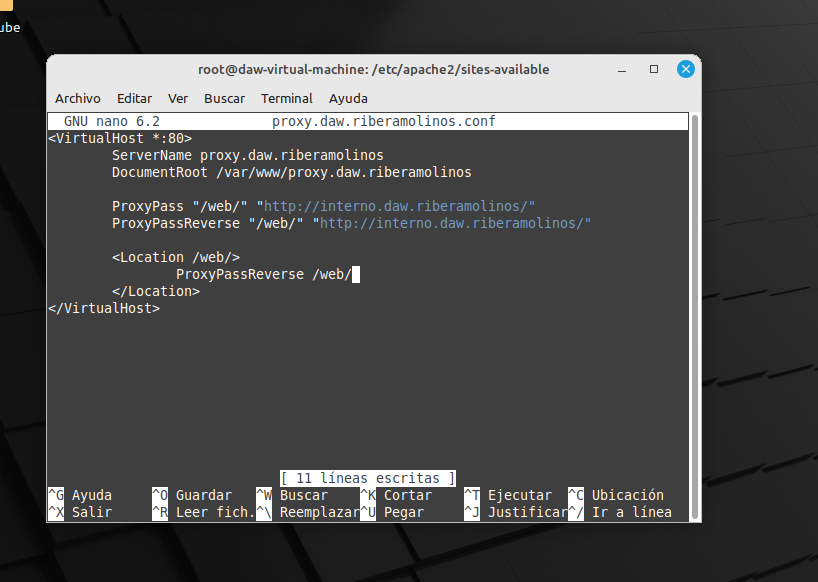 ube
root@daw-virtual-machine: /etc/apache2/sites-available
Archivo Editar Ver Buscar Terminal Ayuda
GNU nano 6.2 proxy.daw.riberamolinos.conf
<VirtualHost *:80>
ServerName proxy.daw.riberamolinos
DocumentRoot /var/www/proxy.daw.riberamolinos
ProxyPass "/web/" "http://interno.daw.riberamolinos/"
ProxyPassReverse "/web/" "http://interno.daw.riberamolinos/"
<Location /web/>
ProxyPassReverse /web/
</Location>
</VirtualHost>
[ 11 líneas escritas ]
^G Ayuda ^O Guardar ^W Buscar ^K Cortar ^T Ejecutar ^C Ubicación
^X Salir ^R Leer fich. ^\ Reemplazar ^U Pegar ^J Justificar ^/ Ir a línea